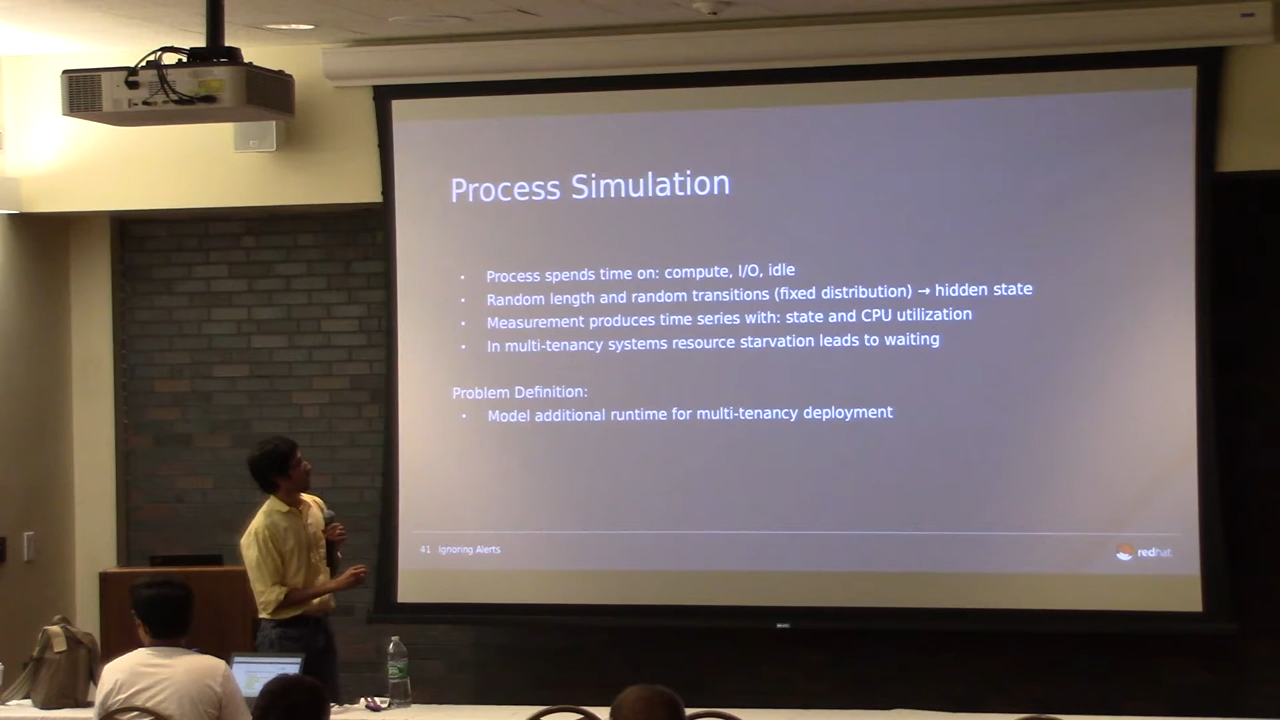 Process Simulation
• Process spends time on: compute, I/O, idle
• Random length and random transitions (fixed distribution) → hidden state
• Measurement produces time series with: state and CPU utilization
• In multi-tenancy systems resource starvation leads to waiting
Problem Definition:
• Model additional runtime for multi-tenancy deployment
41 Ignoring Alerts
redhat